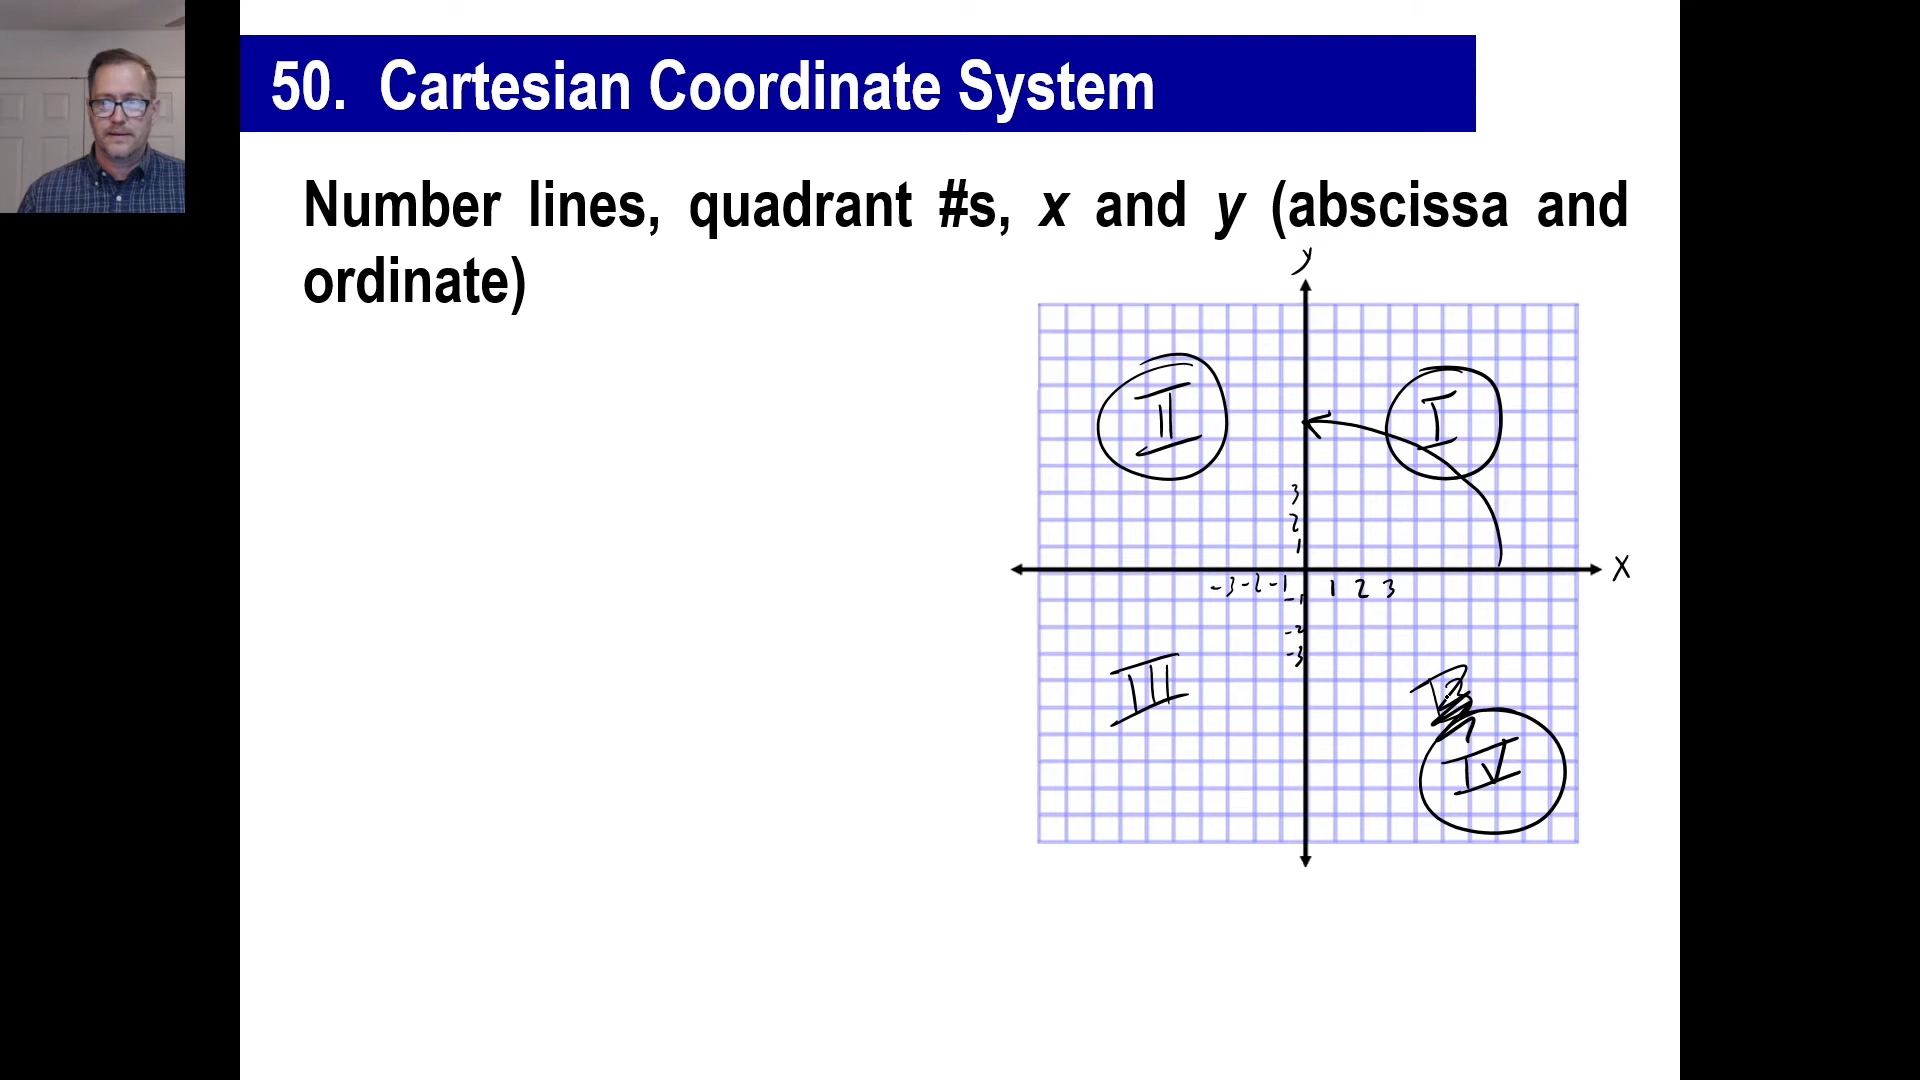 50. Cartesian Coordinate System
Number lines, quadrant #s, x and y (abscissa and
ordinate)
y
II I
3
2
1
x
-3 -2 -1 1 2 3
-1
-2
-3
III
IV